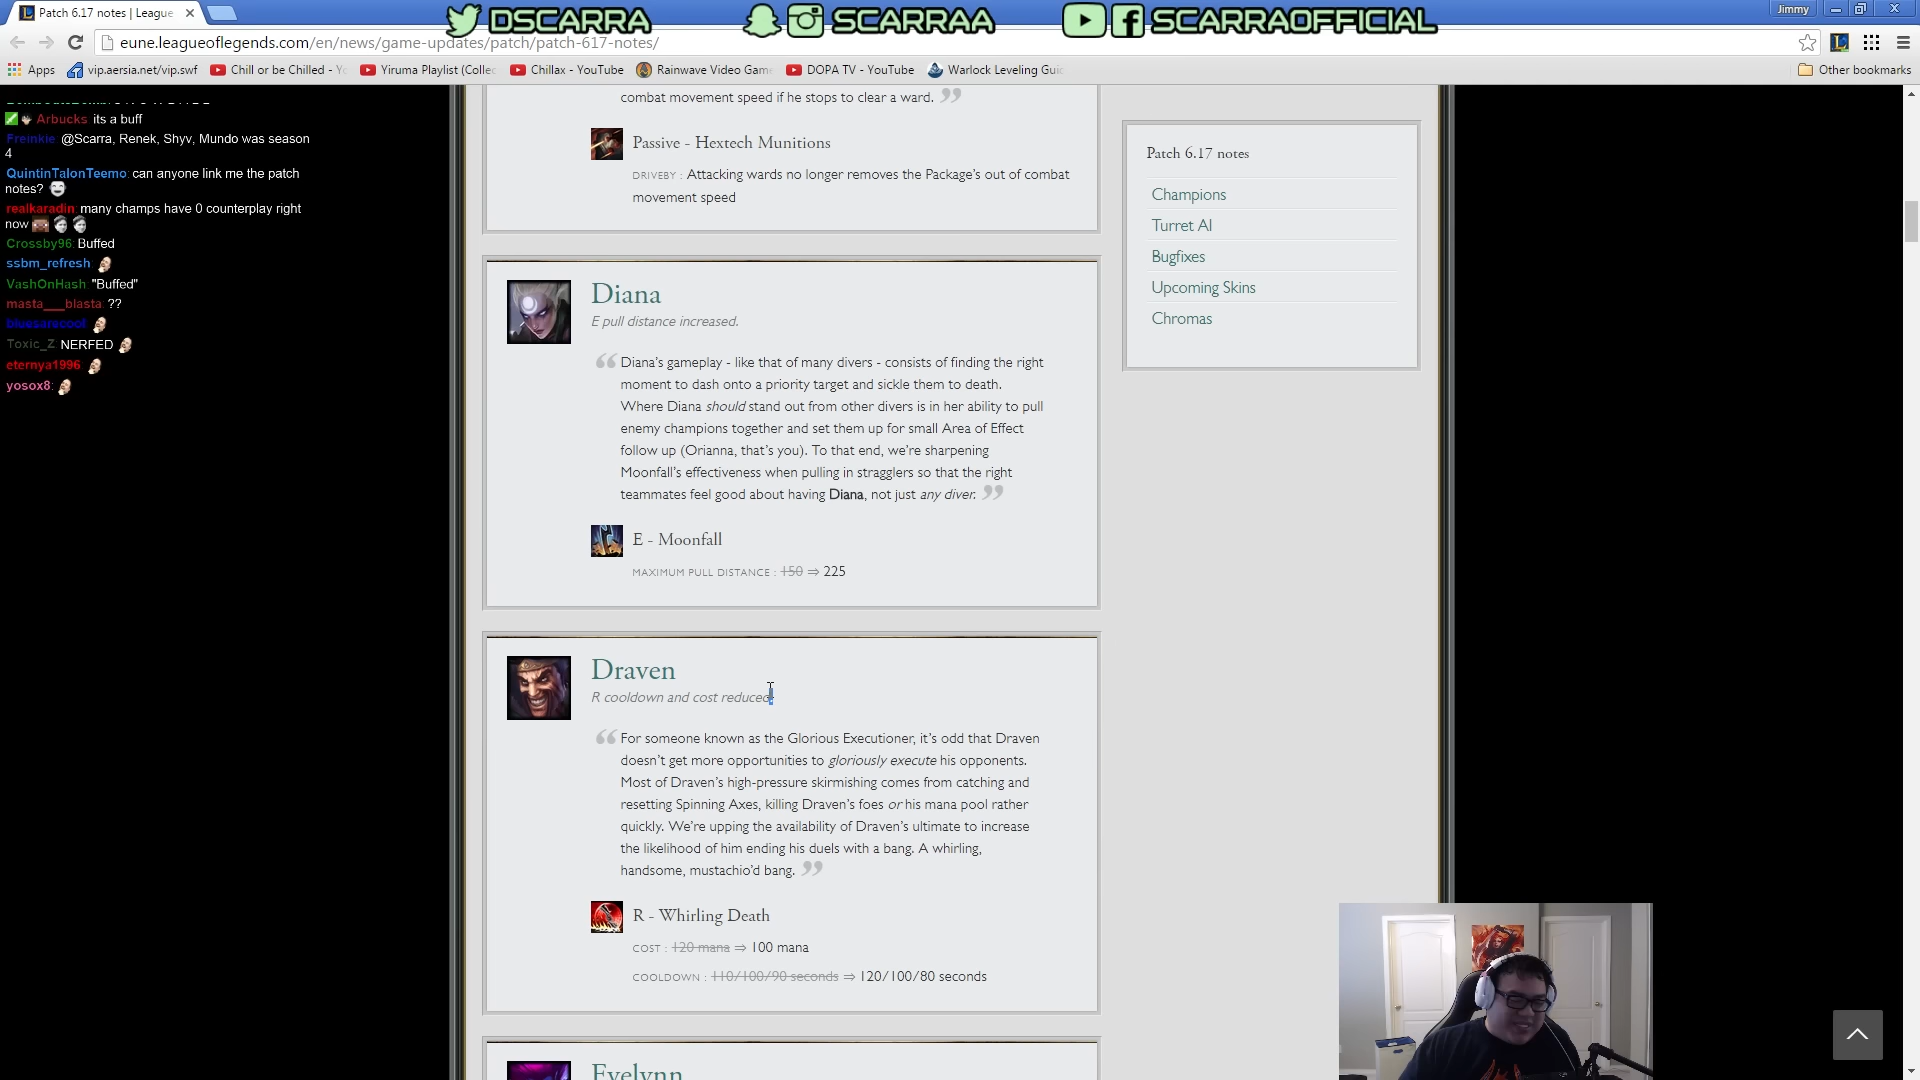 Patch 6.17 notes | League
DSCARRA
SCARRAA
SCARRAOFFICIAL
Jimmy
eune.leagueoflegends.com/en/news/game-updates/patch/patch-617-notes/
Apps
vip.aersia.net/vip.swf
Chill or be Chilled - Yo
Yiruma Playlist (Collec
Chillax - YouTube
Rainwave Video Game
DOPA TV - YouTube
Warlock Leveling Guid
Other bookmarks
Arbucks: its a buff
Freinkie: @Scarra, Renek, Shyv, Mundo was season
4
QuintinTalonTeemo: can anyone link me the patch
notes?
realkaradin: many champs have 0 counterplay right
now
Crossby96: Buffed
ssbm_refresh:
VashOnHash: "Buffed"
masta___blasta: ??
bluesarecool:
Toxic_Z: NERFED
eternya1996:
yosox8:
combat movement speed if he stops to clear a ward. ”
Passive - Hextech Munitions
DRIVEBY : Attacking wards no longer removes the Package's out of combat
movement speed
Diana
E pull distance increased.
“ Diana's gameplay - like that of many divers - consists of finding the right
moment to dash onto a priority target and sickle them to death.
Where Diana should stand out from other divers is in her ability to pull
enemy champions together and set them up for small Area of Effect
follow up (Orianna, that's you). To that end, we're sharpening
Moonfall's effectiveness when pulling in stragglers so that the right
teammates feel good about having Diana, not just any diver. ”
E - Moonfall
MAXIMUM PULL DISTANCE : 150 ⇒ 225
Draven
R cooldown and cost reduced.
“ For someone known as the Glorious Executioner, it's odd that Draven
doesn't get more opportunities to gloriously execute his opponents.
Most of Draven's high-pressure skirmishing comes from catching and
resetting Spinning Axes, killing Draven's foes or his mana pool rather
quickly. We're upping the availability of Draven's ultimate to increase
the likelihood of him ending his duels with a bang. A whirling,
handsome, mustachio'd bang. ”
R - Whirling Death
COST : 120 mana ⇒ 100 mana
COOLDOWN : 110/100/90 seconds ⇒ 120/100/80 seconds
Evelynn
Patch 6.17 notes
Champions
Turret AI
Bugfixes
Upcoming Skins
Chromas